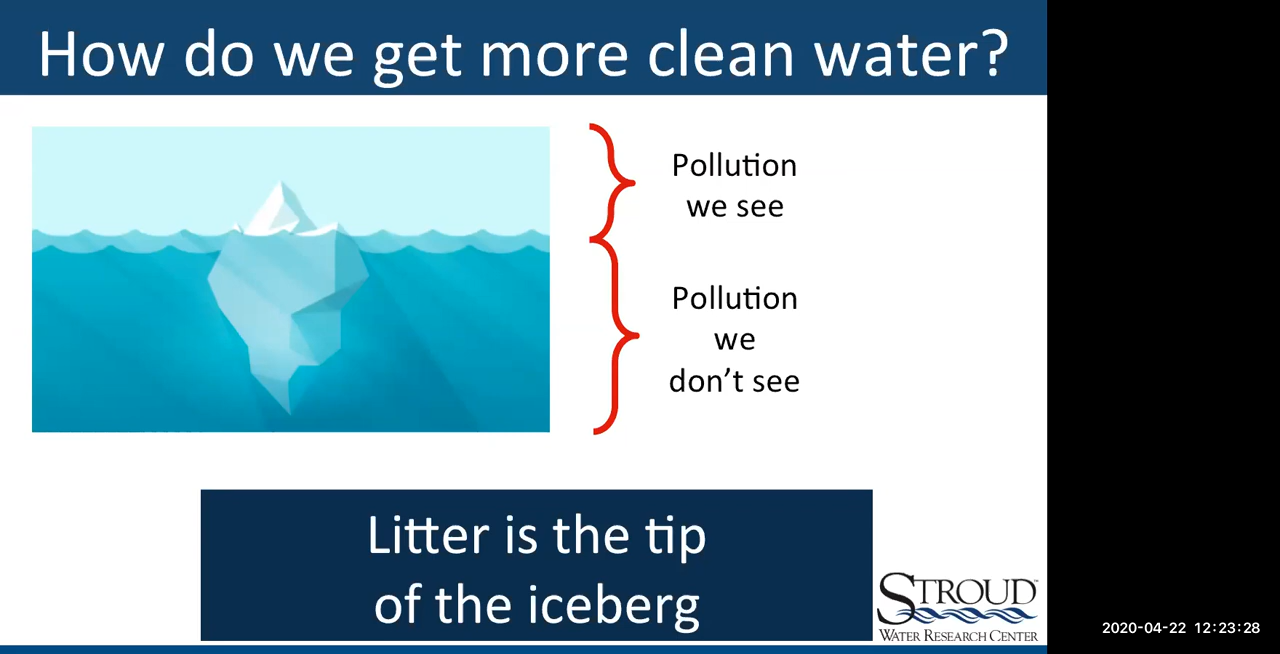 How do we get more clean water?
Pollution
we see
Pollution
we
don't see
Litter is the tip
of the iceberg
STROUD™
WATER RESEARCH CENTER
2020-04-22 12:23:28